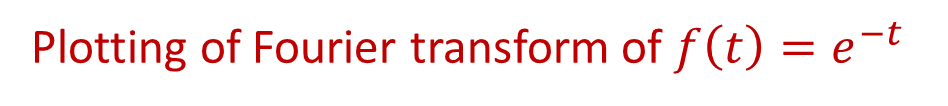 Plotting of Fourier transform of $f(t) = e^{-t}$